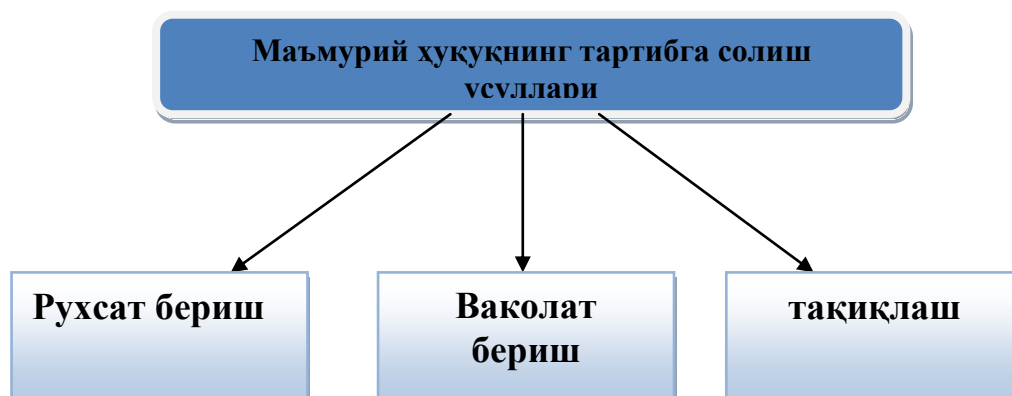 Маъмурий ҳуқуқнинг тартибга солиш
усуллари
Рухсат бериш
Ваколат
бериш
тақиқлаш